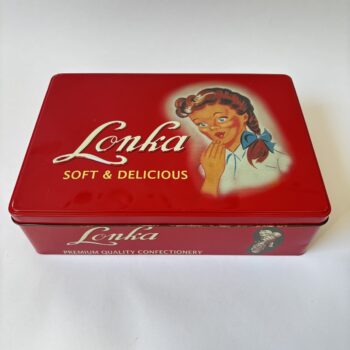 Lonka
SOFT & DELICIOUS
Lonka
PREMIUM QUALITY CONFECTIONERY